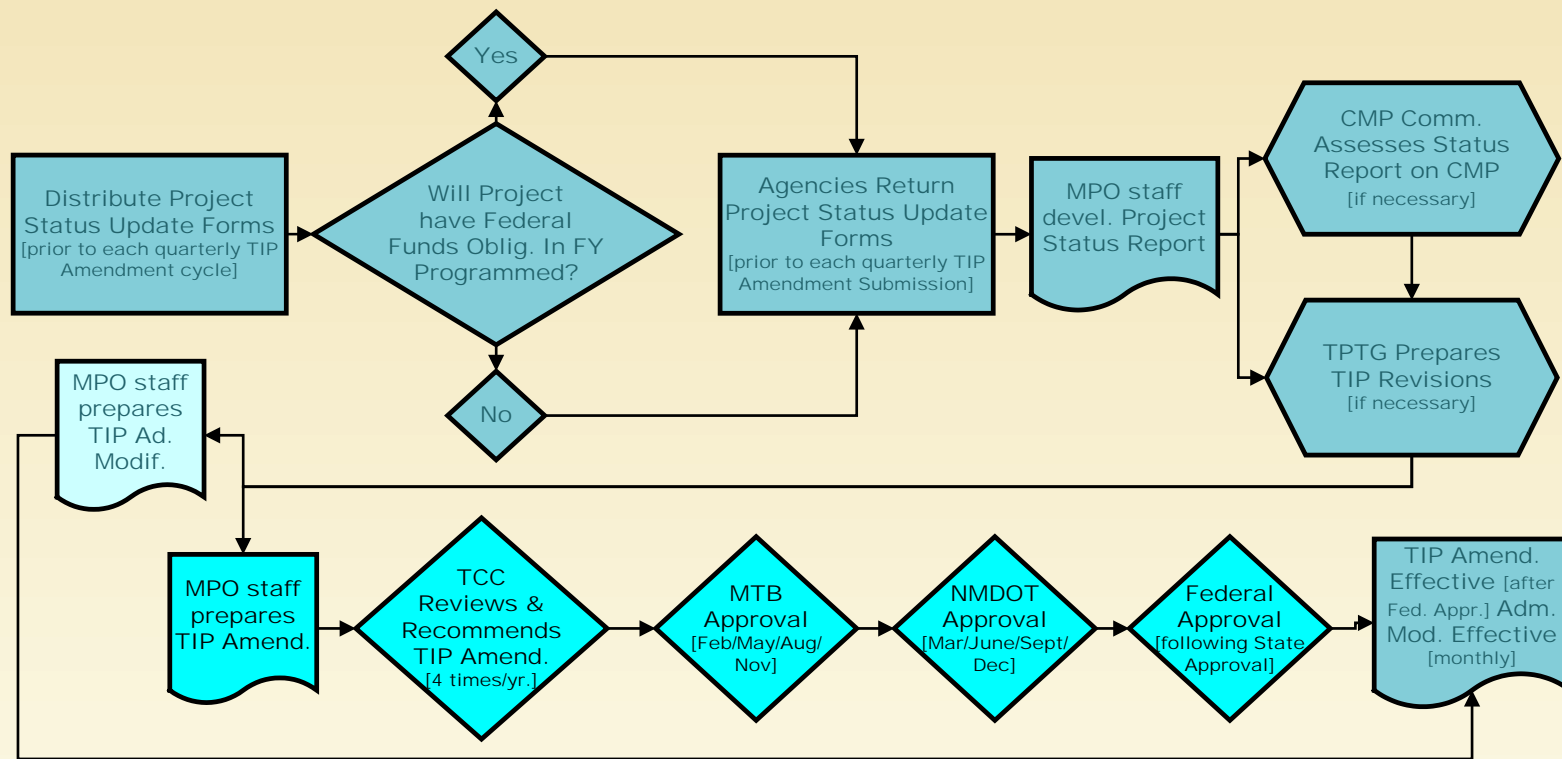 Yes
Distribute Project
Status Update Forms
[prior to each quarterly TIP
Amendment cycle]
Will Project
have Federal
Funds Oblig. In FY
Programmed?
No
Agencies Return
Project Status Update
Forms
[prior to each quarterly TIP
Amendment Submission]
MPO staff
devel. Project
Status Report
CMP Comm.
Assesses Status
Report on CMP
[if necessary]
TPTG Prepares
TIP Revisions
[if necessary]
MPO staff
prepares
TIP Ad.
Modif.
MPO staff
prepares
TIP Amend.
TCC
Reviews &
Recommends
TIP Amend.
[4 times/yr.]
MTB
Approval
[Feb/May/Aug/
Nov]
NMDOT
Approval
[Mar/June/Sept/
Dec]
Federal
Approval
[following State
Approval]
TIP Amend.
Effective [after
Fed. Appr.] Adm.
Mod. Effective
[monthly]